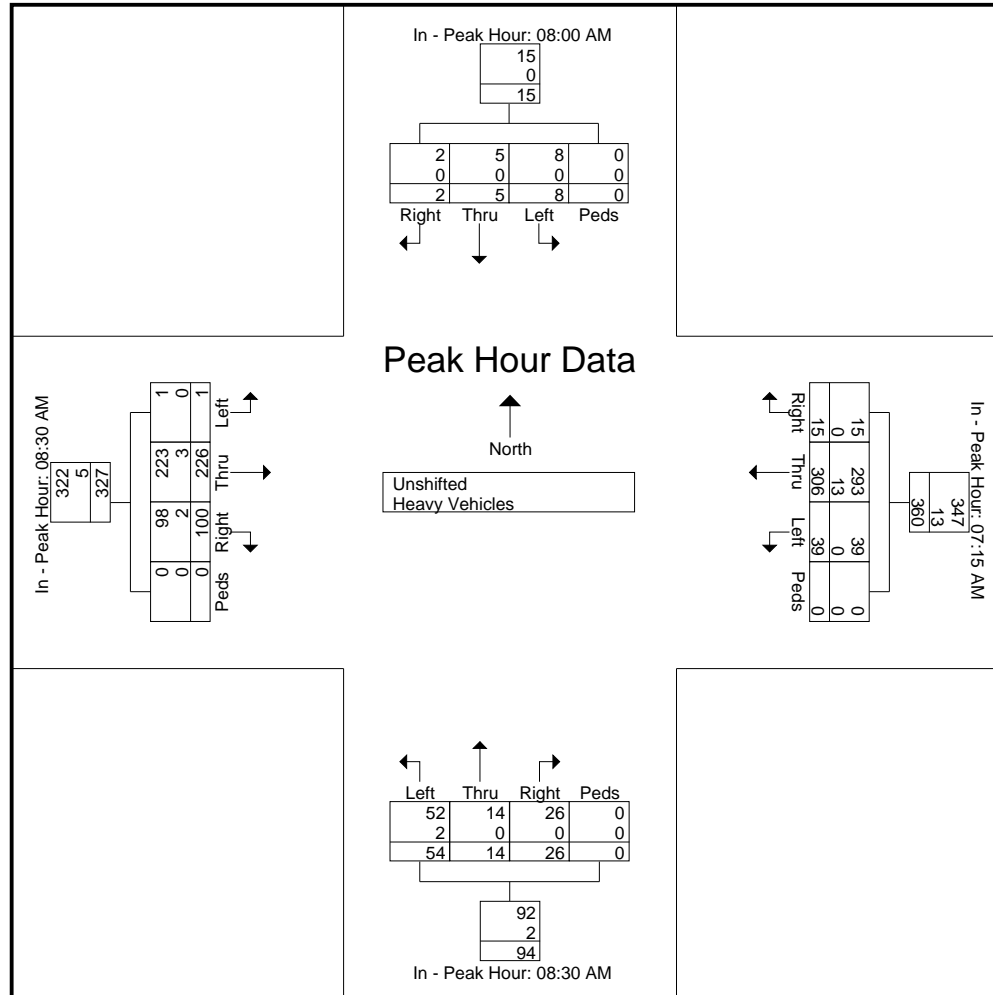 In - Peak Hour: 08:00 AM
15
0
15
2 5 8 0
0 0 0 0
2 5 8 0
Right Thru Left Peds
Peak Hour Data
North
Unshifted
Heavy Vehicles
In - Peak Hour: 08:30 AM
322
5
327
1 223 98 0
0 3 2 0
1 226 100 0
Left Thru Right Peds
In - Peak Hour: 07:15 AM
347
13
360
15 293 39 0
0 13 0 0
15 306 39 0
Right Thru Left Peds
Left Thru Right Peds
52 14 26 0
2 0 0 0
54 14 26 0
92
2
94
In - Peak Hour: 08:30 AM